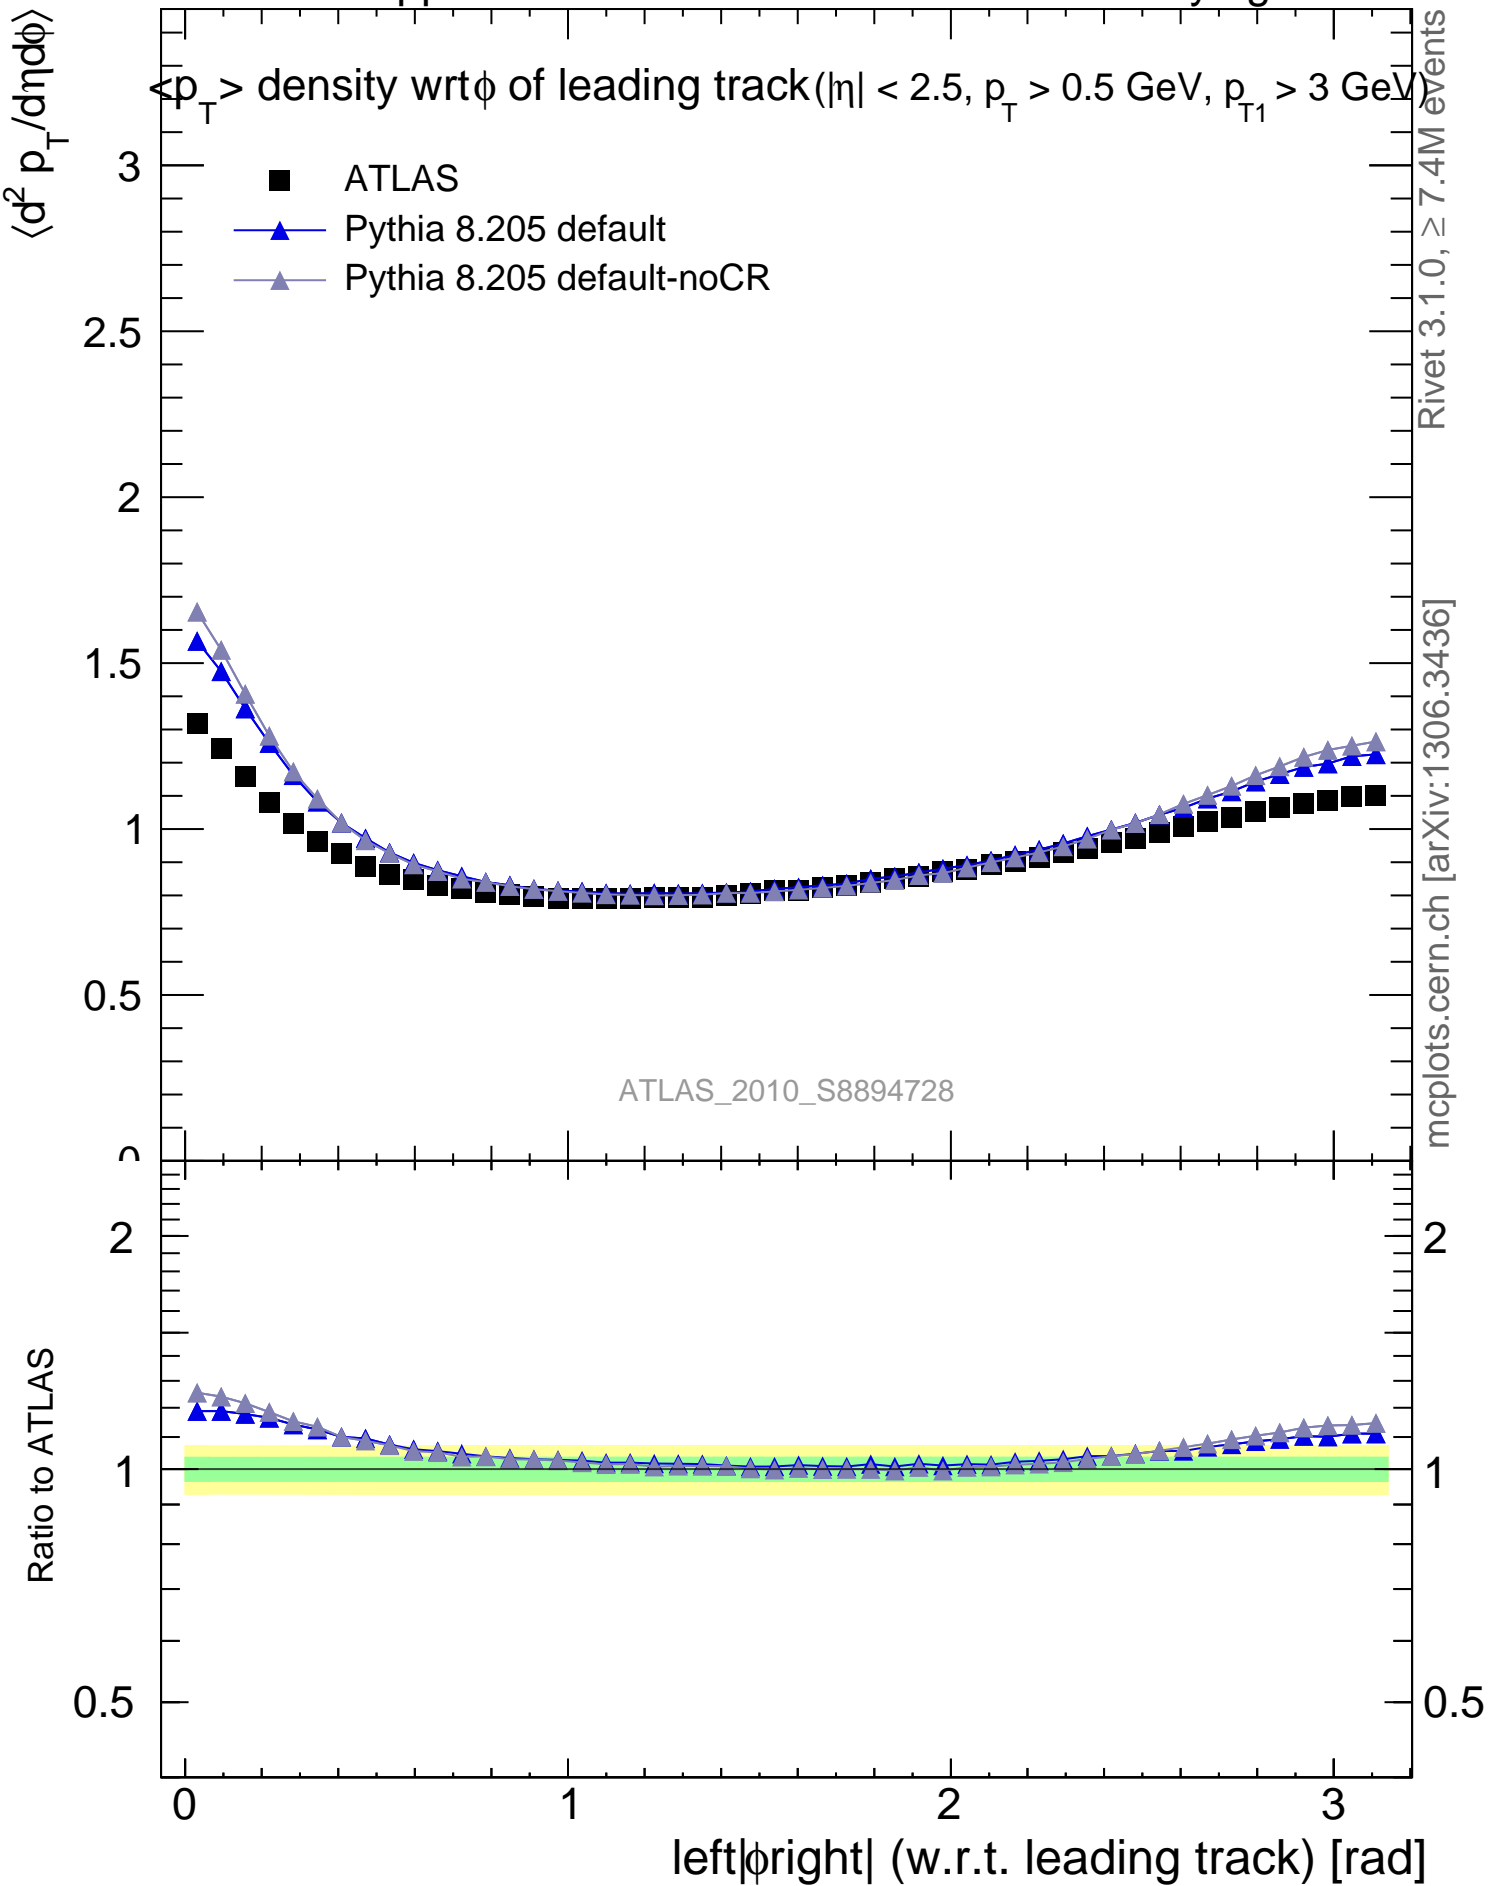 ⟨d² p_T/dηdϕ⟩
<p_T> density wrtϕ of leading track(|η| < 2.5, p_T > 0.5 GeV, p_T1 > 3 GeV)
ATLAS
Pythia 8.205 default
Pythia 8.205 default-noCR
3
2.5
2
1.5
1
0.5
0
ATLAS_2010_S8894728
Rivet 3.1.0, ≥ 7.4M events
mcplots.cern.ch [arXiv:1306.3436]
Ratio to ATLAS
2
1
0.5
2
1
0.5
0 1 2 3
left|ϕright| (w.r.t. leading track) [rad]